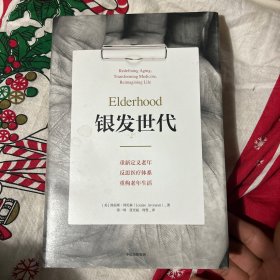 Redefining Aging,
Transforming Medicine,
Reimagining Life
Elderhood
银发世代
重新定义老年
反思医疗体系
重构老年生活